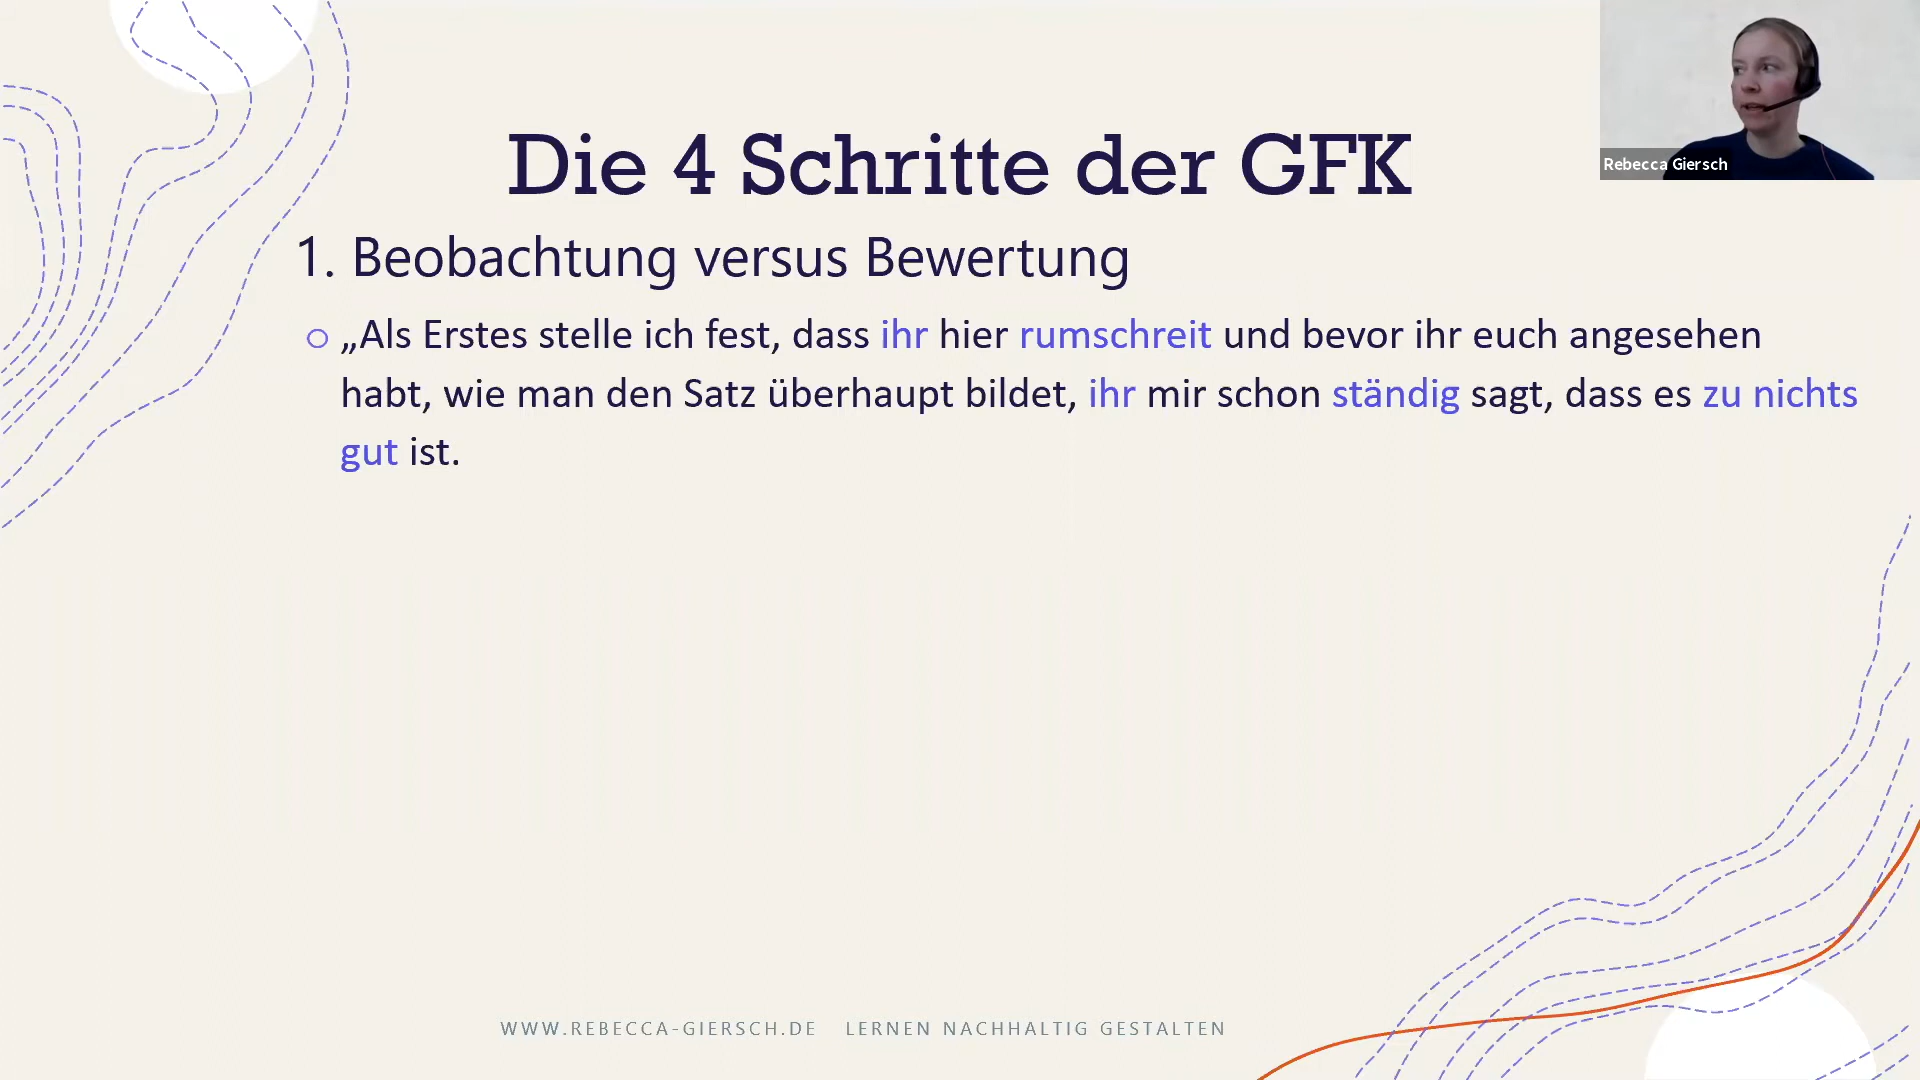 Die 4 Schritte der GFK
Rebecca Giersch
1. Beobachtung versus Bewertung
„Als Erstes stelle ich fest, dass ihr hier rumschreit und bevor ihr euch angesehen
habt, wie man den Satz überhaupt bildet, ihr mir schon ständig sagt, dass es zu nichts
gut ist.
WWW.REBECCA-GIERSCH.DE LERNEN NACHHALTIG GESTALTEN